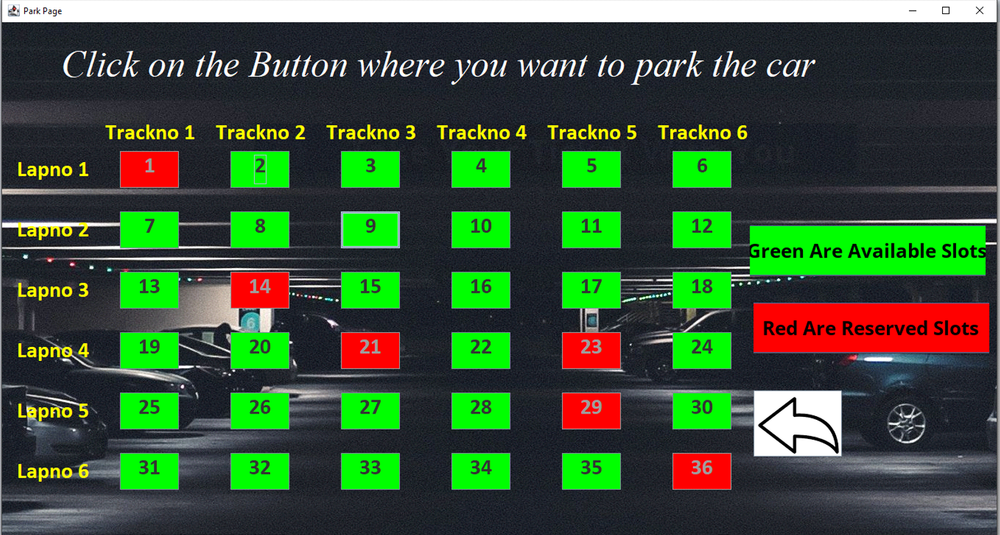 Park Page
Click on the Button where you want to park the car
Trackno 1 Trackno 2 Trackno 3 Trackno 4 Trackno 5 Trackno 6
Lapno 1 1 2 3 4 5 6
Lapno 2 7 8 9 10 11 12
Green Are Available Slots
Lapno 3 13 14 15 16 17 18
Red Are Reserved Slots
Lapno 4 19 20 21 22 23 24
Lapno 5 25 26 27 28 29 30
Lapno 6 31 32 33 34 35 36
6